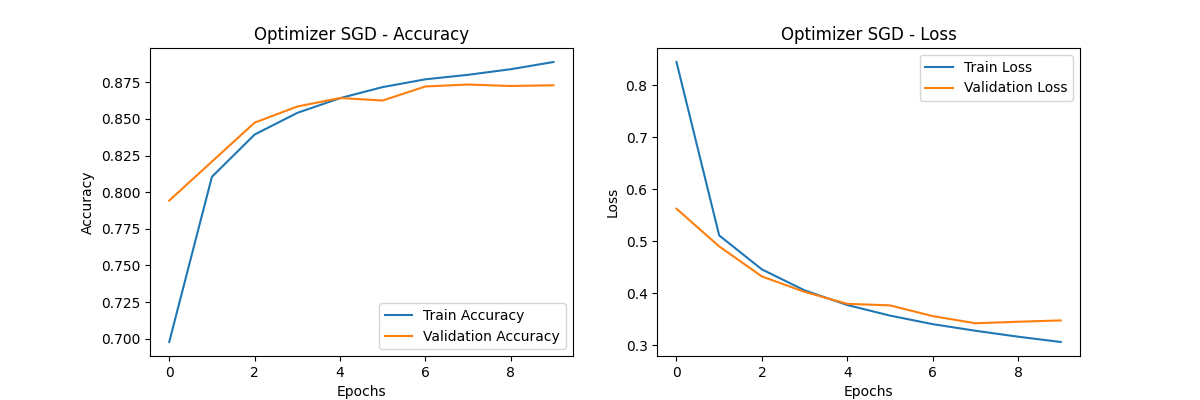 Optimizer SGD - Accuracy
Accuracy
0.875
0.850
0.825
0.800
0.775
0.750
0.725
0.700
0 2 4 6 8
Epochs
Train Accuracy
Validation Accuracy
Optimizer SGD - Loss
Loss
0.8
0.7
0.6
0.5
0.4
0.3
0 2 4 6 8
Epochs
Train Loss
Validation Loss